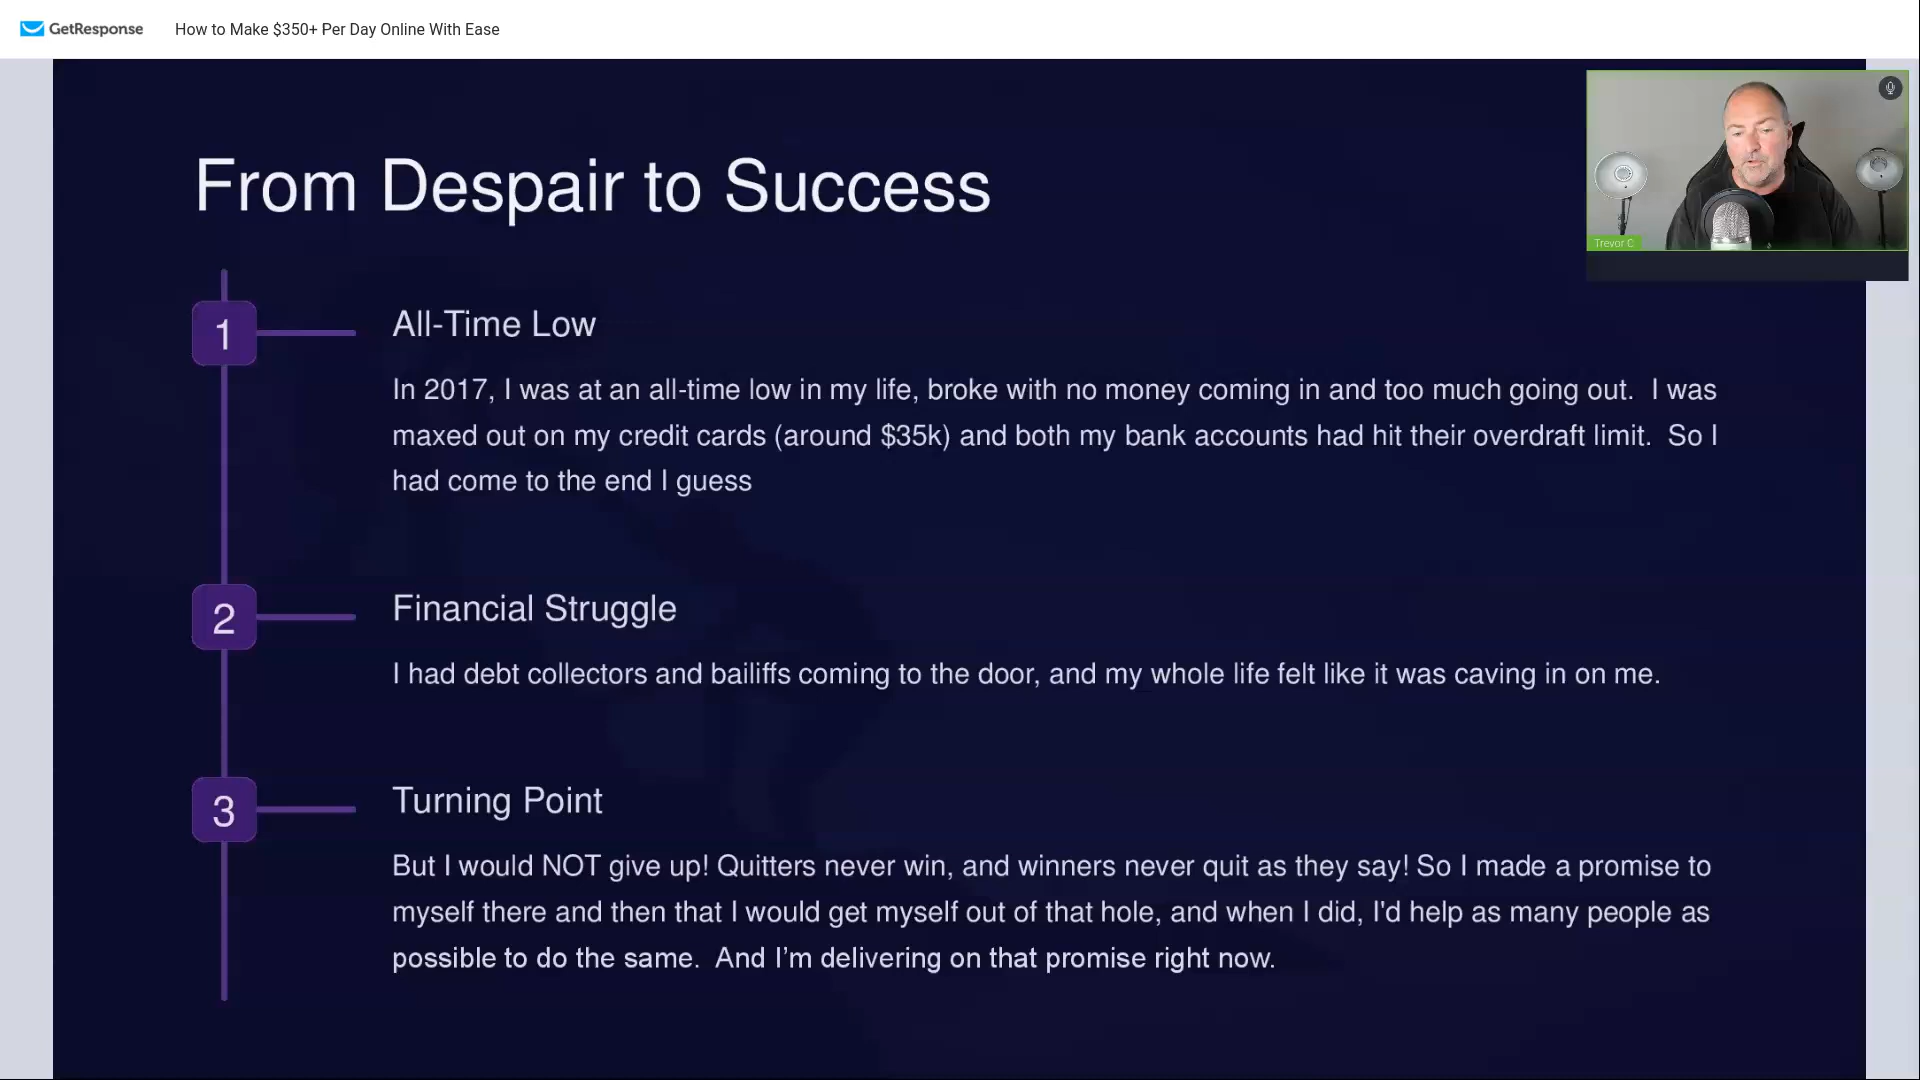 GetResponse
How to Make $350+ Per Day Online With Ease
Trevor C
From Despair to Success
1
All-Time Low
In 2017, I was at an all-time low in my life, broke with no money coming in and too much going out.  I was
maxed out on my credit cards (around $35k) and both my bank accounts had hit their overdraft limit.  So I
had come to the end I guess
2
Financial Struggle
I had debt collectors and bailiffs coming to the door, and my whole life felt like it was caving in on me.
3
Turning Point
But I would NOT give up! Quitters never win, and winners never quit as they say! So I made a promise to
myself there and then that I would get myself out of that hole, and when I did, I'd help as many people as
possible to do the same.  And I’m delivering on that promise right now.